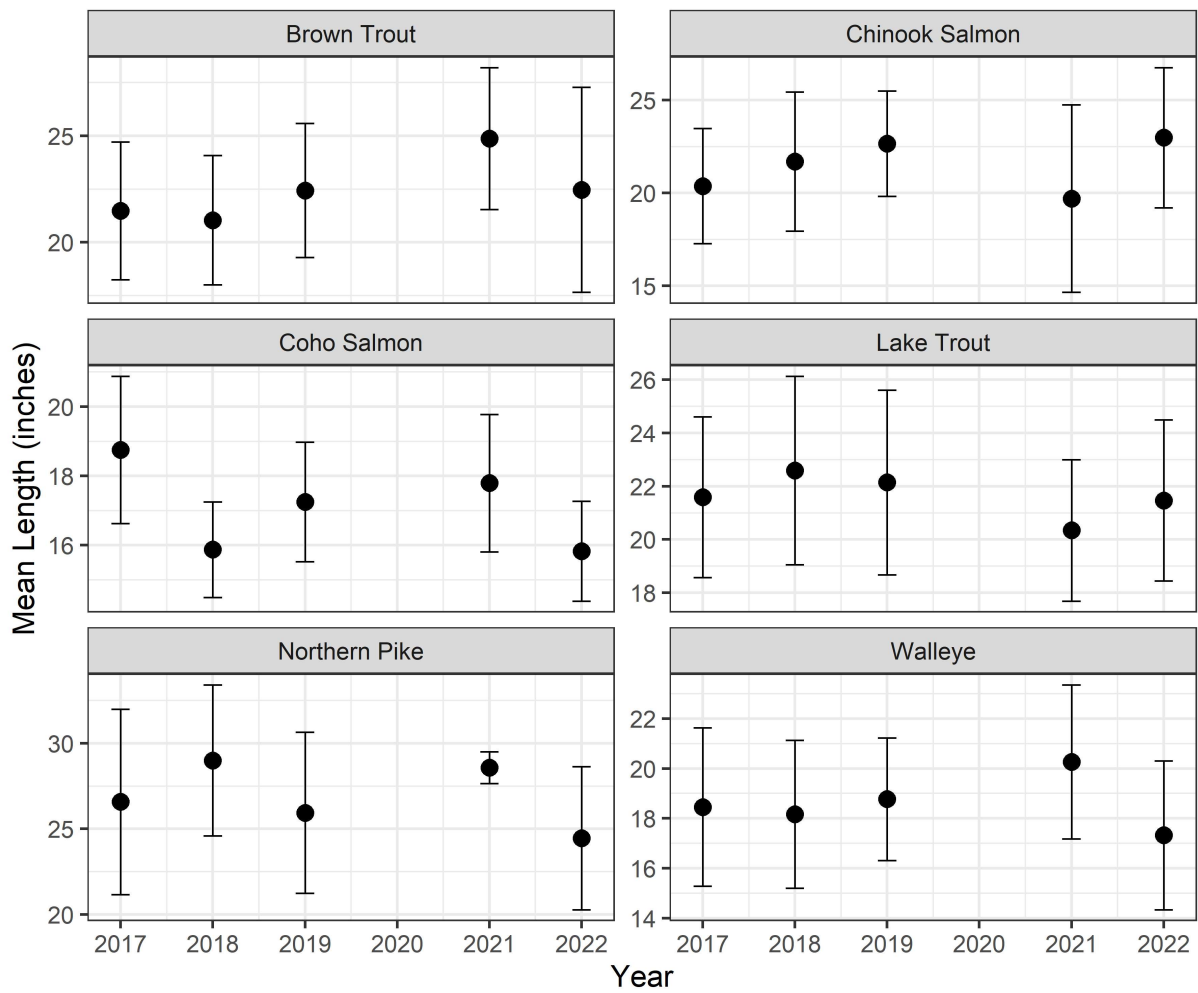 Brown Trout
Chinook Salmon
25
20
25
20
15
Coho Salmon
Lake Trout
20
18
16
26
24
22
20
18
Northern Pike
Walleye
30
25
20
22
20
18
16
14
2017 2018 2019 2020 2021 2022
2017 2018 2019 2020 2021 2022
Mean Length (inches)
Year